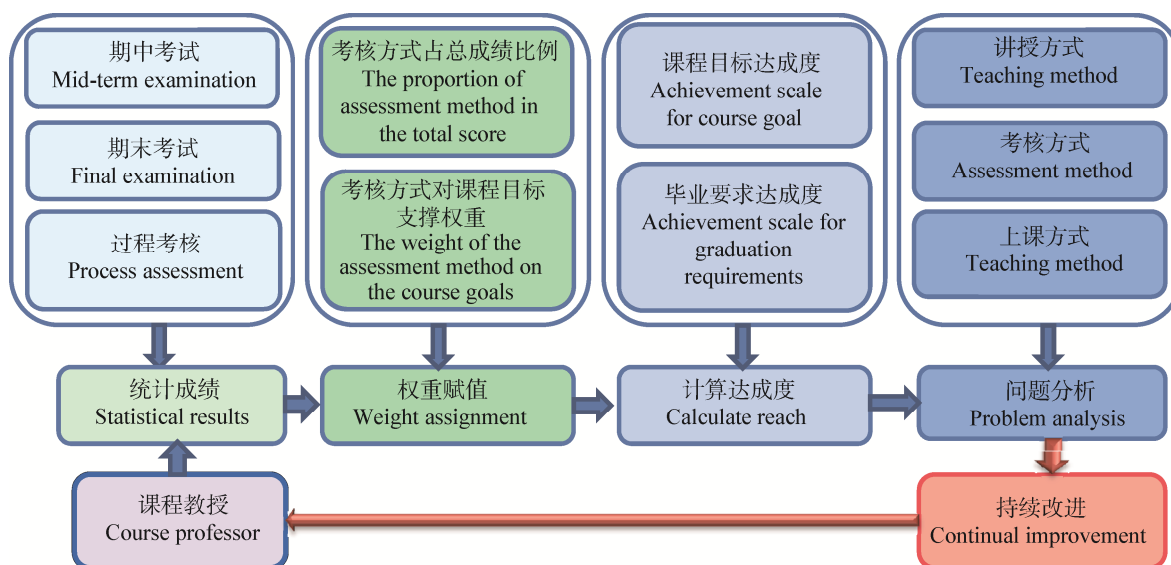 期中考试
Mid-term examination
期末考试
Final examination
过程考核
Process assessment
考核方式占总成绩比例
The proportion of
assessment method in
the total score
考核方式对课程目标
支撑权重
The weight of the
assessment method on
the course goals
课程目标达成度
Achievement scale
for course goal
毕业要求达成度
Achievement scale for
graduation
requirements
讲授方式
Teaching method
考核方式
Assessment method
上课方式
Teaching method
统计成绩
Statistical results
权重赋值
Weight assignment
计算达成度
Calculate reach
问题分析
Problem analysis
课程教授
Course professor
持续改进
Continual improvement